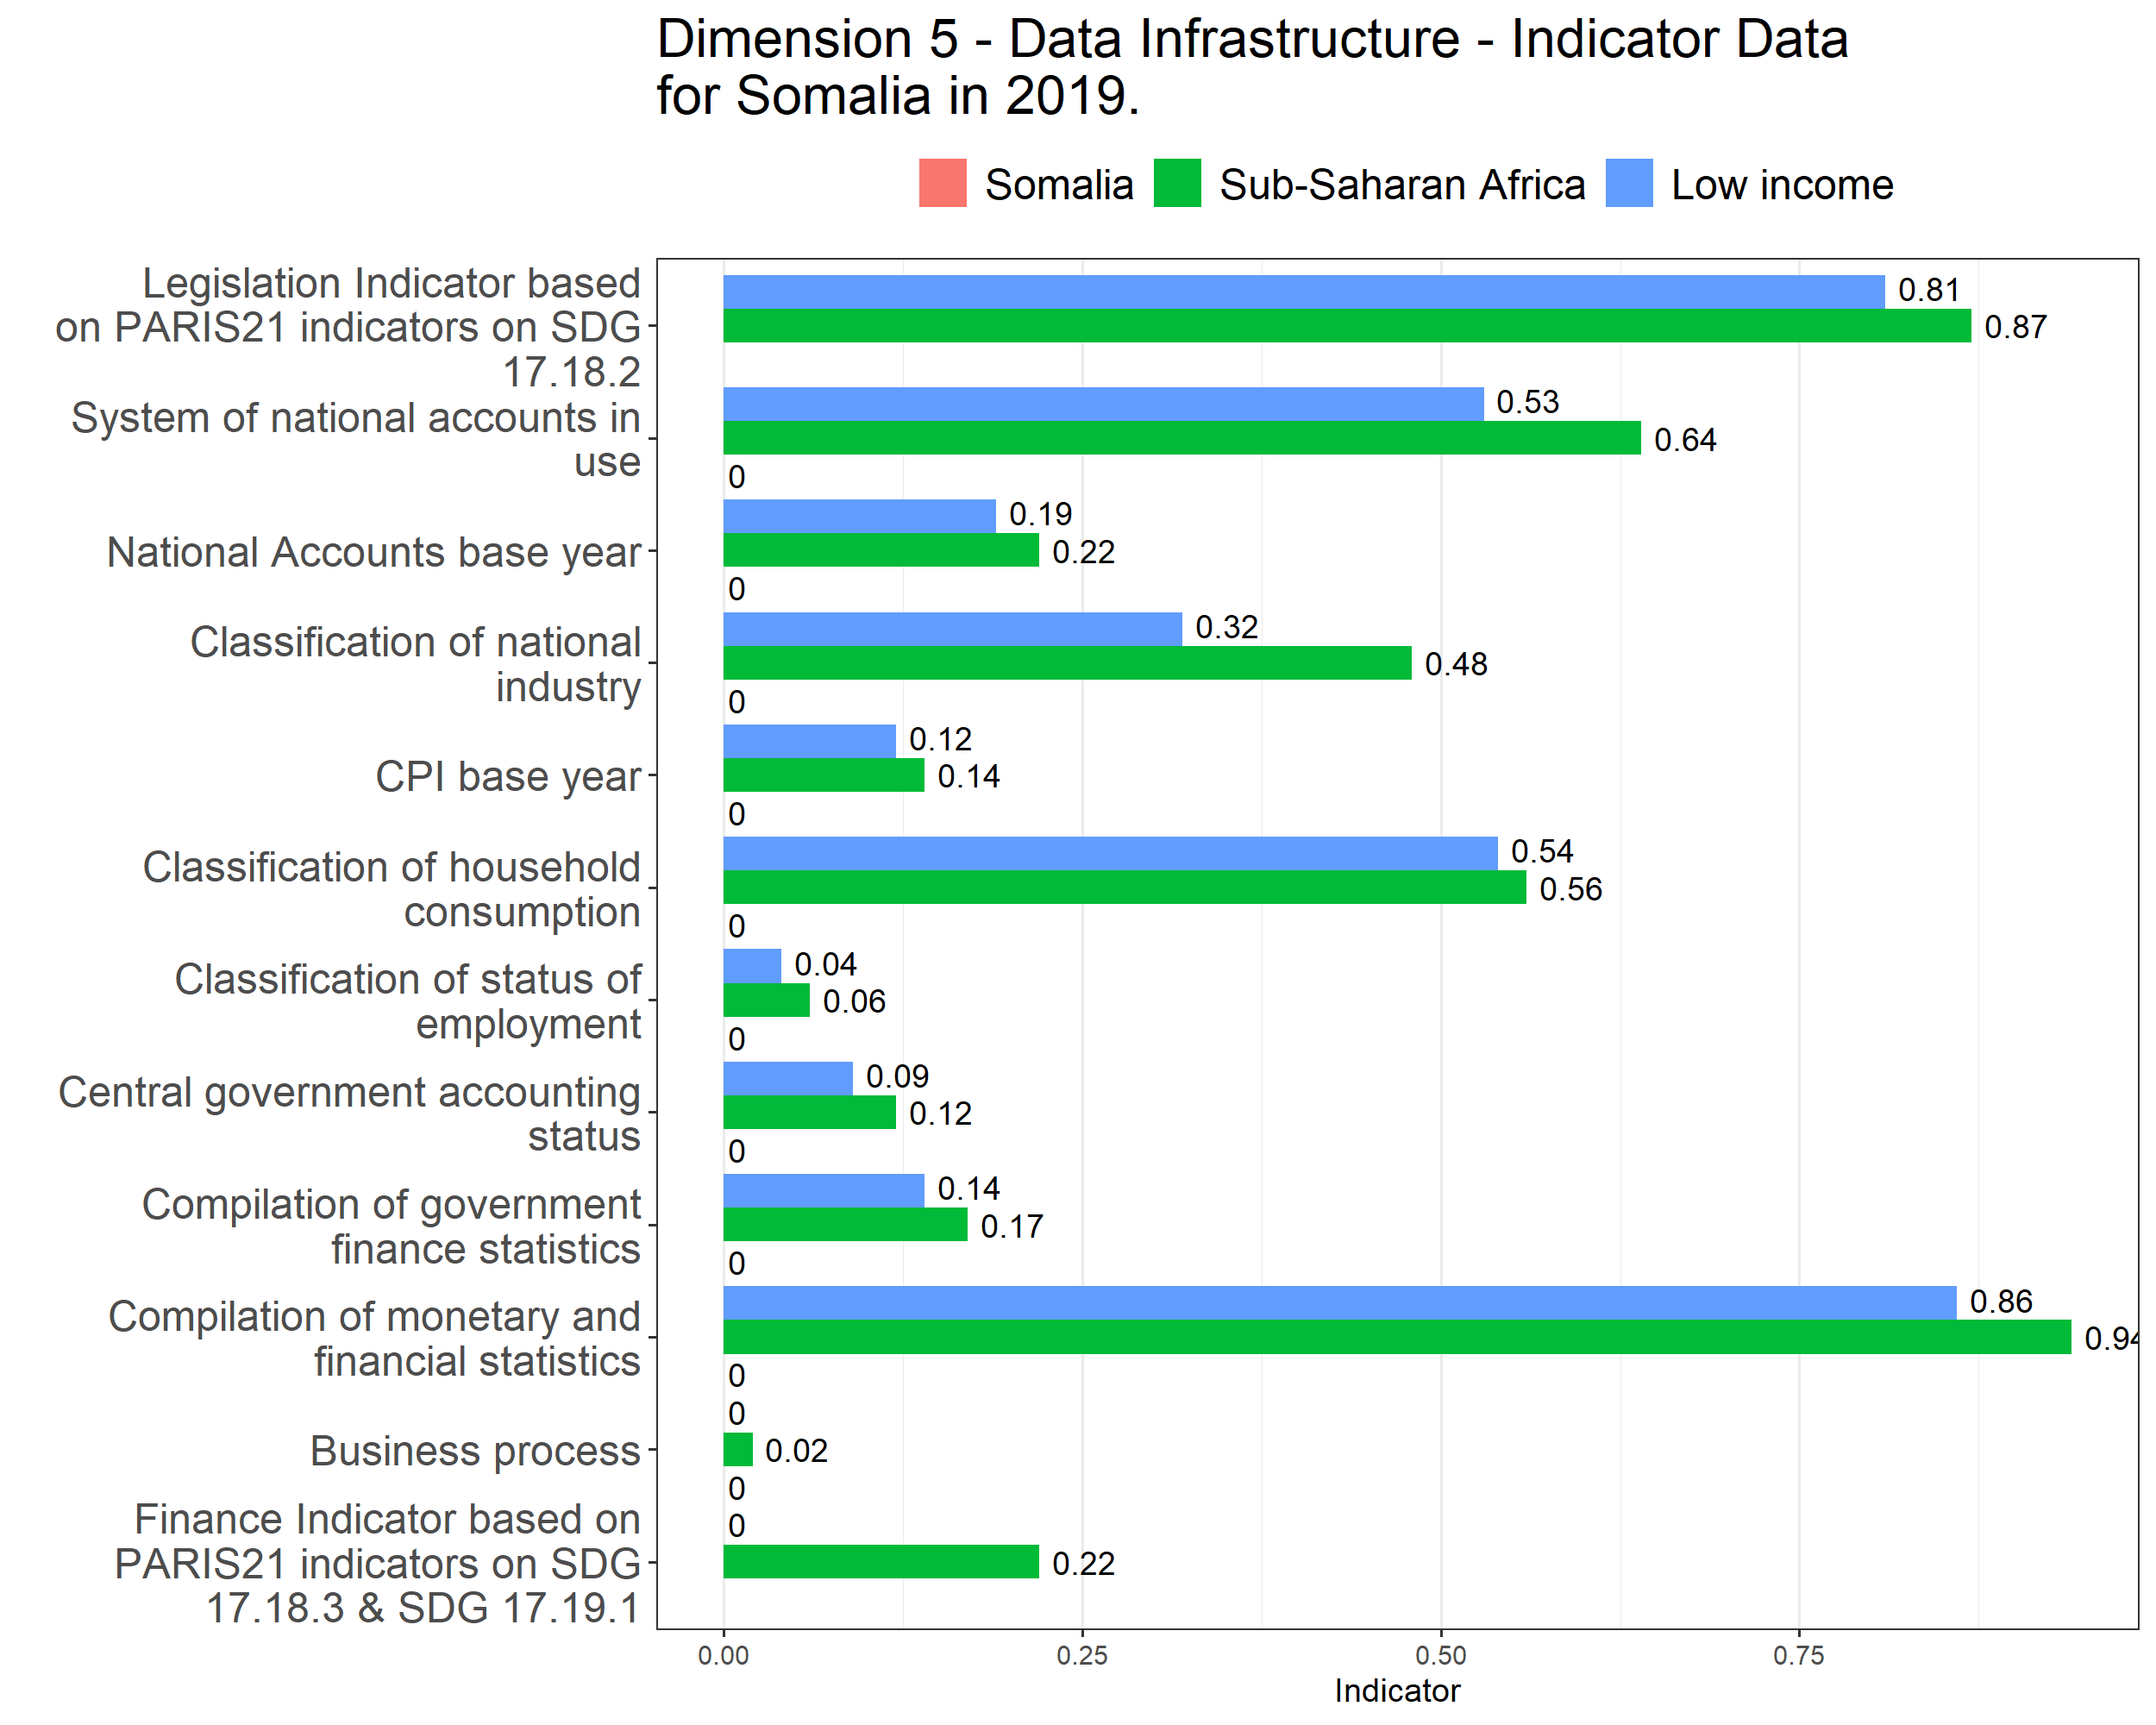 Dimension 5 - Data Infrastructure - Indicator Data
for Somalia in 2019.
Somalia
Sub-Saharan Africa
Low income
Legislation Indicator based
on PARIS21 indicators on SDG
17.18.2
0.81
0.87
System of national accounts in
use
0.53
0.64
0
National Accounts base year
0.19
0.22
0
Classification of national
industry
0.32
0.48
0
CPI base year
0.12
0.14
0
Classification of household
consumption
0.54
0.56
0
Classification of status of
employment
0.04
0.06
0
Central government accounting
status
0.09
0.12
0
Compilation of government
finance statistics
0.14
0.17
0
Compilation of monetary and
financial statistics
0.86
0.94
0
Business process
0
0.02
0
Finance Indicator based on
PARIS21 indicators on SDG
17.18.3 & SDG 17.19.1
0
0.22
0.00
0.25
0.50
0.75
Indicator